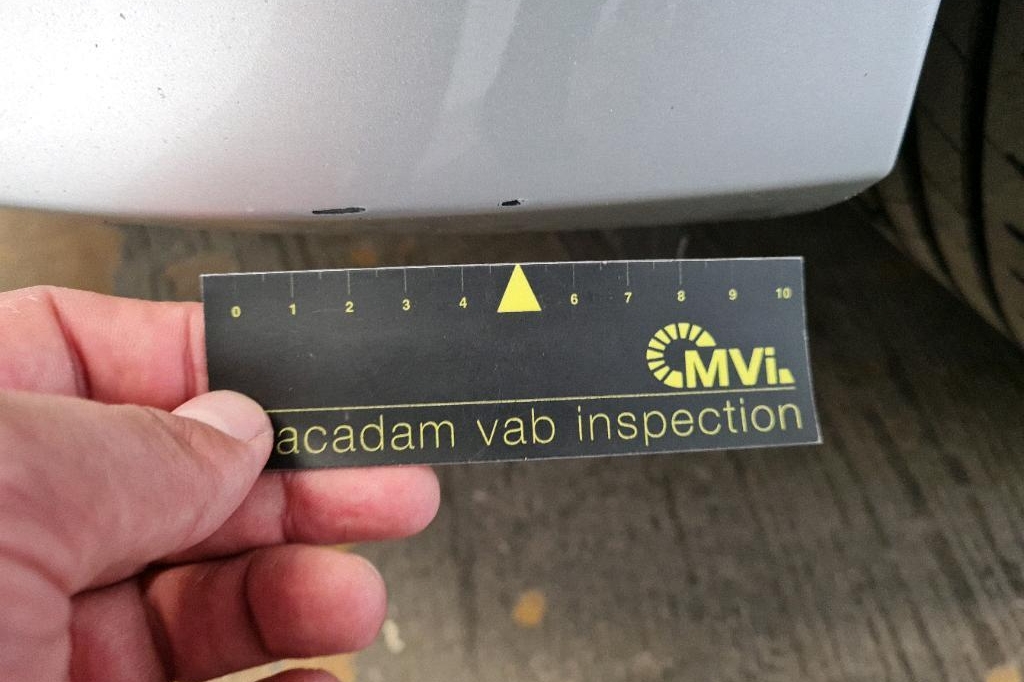 0 1 2 3 4 6 7 8 9 10
MVi.
acadam vab inspection